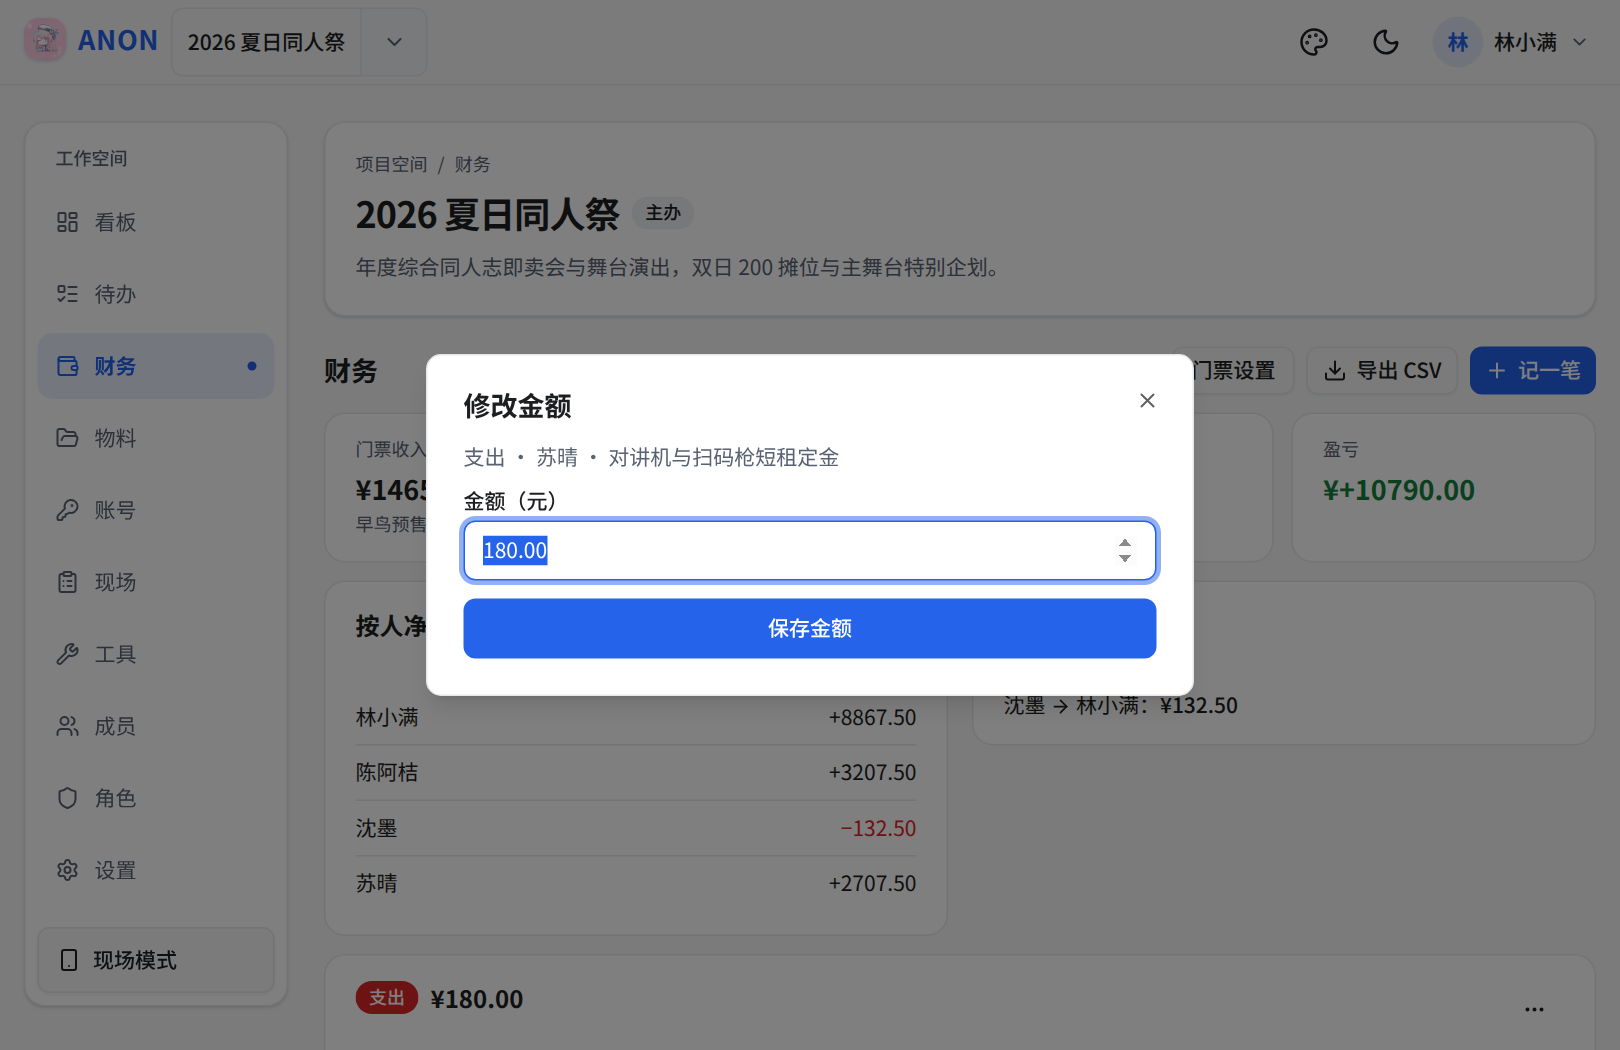 ANON
2026 夏日同人祭
林
林小满
工作空间
看板
待办
财务
物料
账号
现场
工具
成员
角色
设置
现场模式
项目空间 / 财务
2026 夏日同人祭
主办
年度综合同人志即卖会与舞台演出，双日 200 摊位与主舞台特别企划。
财务
门票设置
导出 CSV
记一笔
门票收入
¥1465
早鸟预售
盈亏
¥+10790.00
修改金额
支出 · 苏晴 · 对讲机与扫码枪短租定金
金额（元）
180.00
保存金额
按人净
林小满 +8867.50
陈阿桔 +3207.50
沈墨 −132.50
苏晴 +2707.50
沈墨 → 林小满：¥132.50
支出 ¥180.00